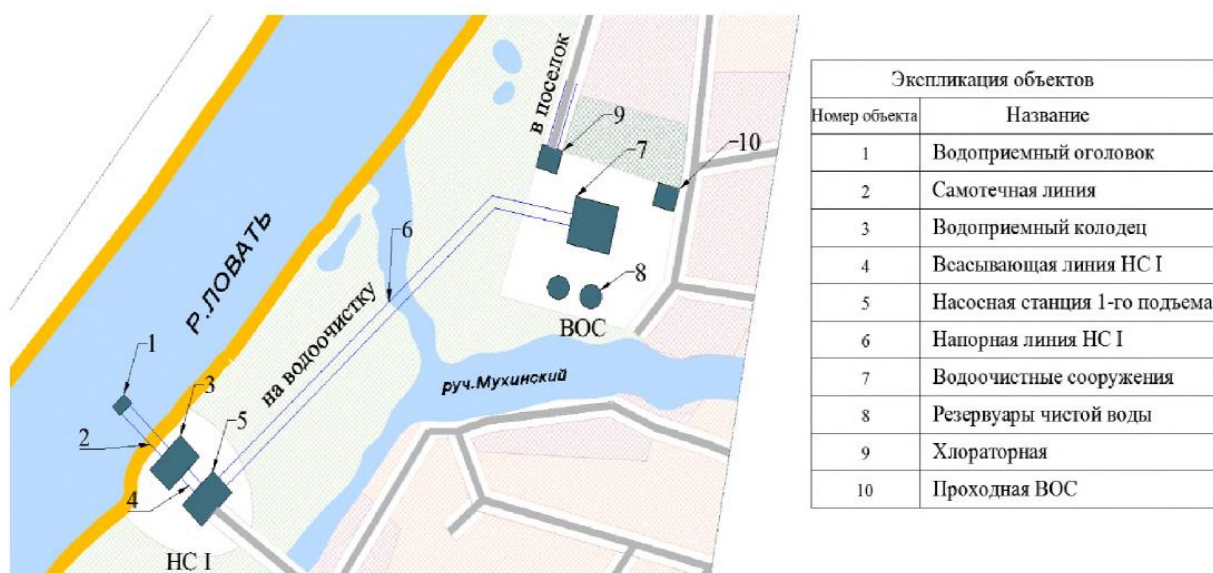 в поселок
9
10
7
6
8
ВОС
Р.ЛОВАТЬ
на водоочистку
руч.Мухинский
1
3
5
2
4
НС I
Экспликация объектов
Номер объекта Название
1 Водоприемный оголовок
2 Самотечная линия
3 Водоприемный колодец
4 Всасывающая линия НС I
5 Насосная станция 1-го подъема
6 Напорная линия НС I
7 Водоочистные сооружения
8 Резервуары чистой воды
9 Хлораторная
10 Проходная ВОС